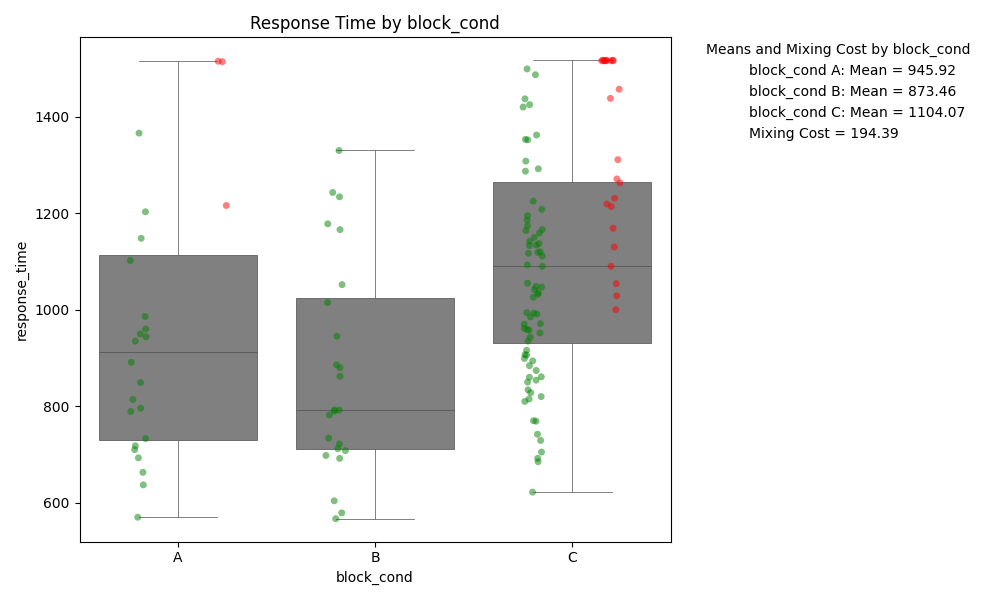 Response Time by block_cond
Means and Mixing Cost by block_cond
block_cond A: Mean = 945.92
block_cond B: Mean = 873.46
block_cond C: Mean = 1104.07
Mixing Cost = 194.39
response_time
1400
1200
1000
800
600
A
B
C
block_cond